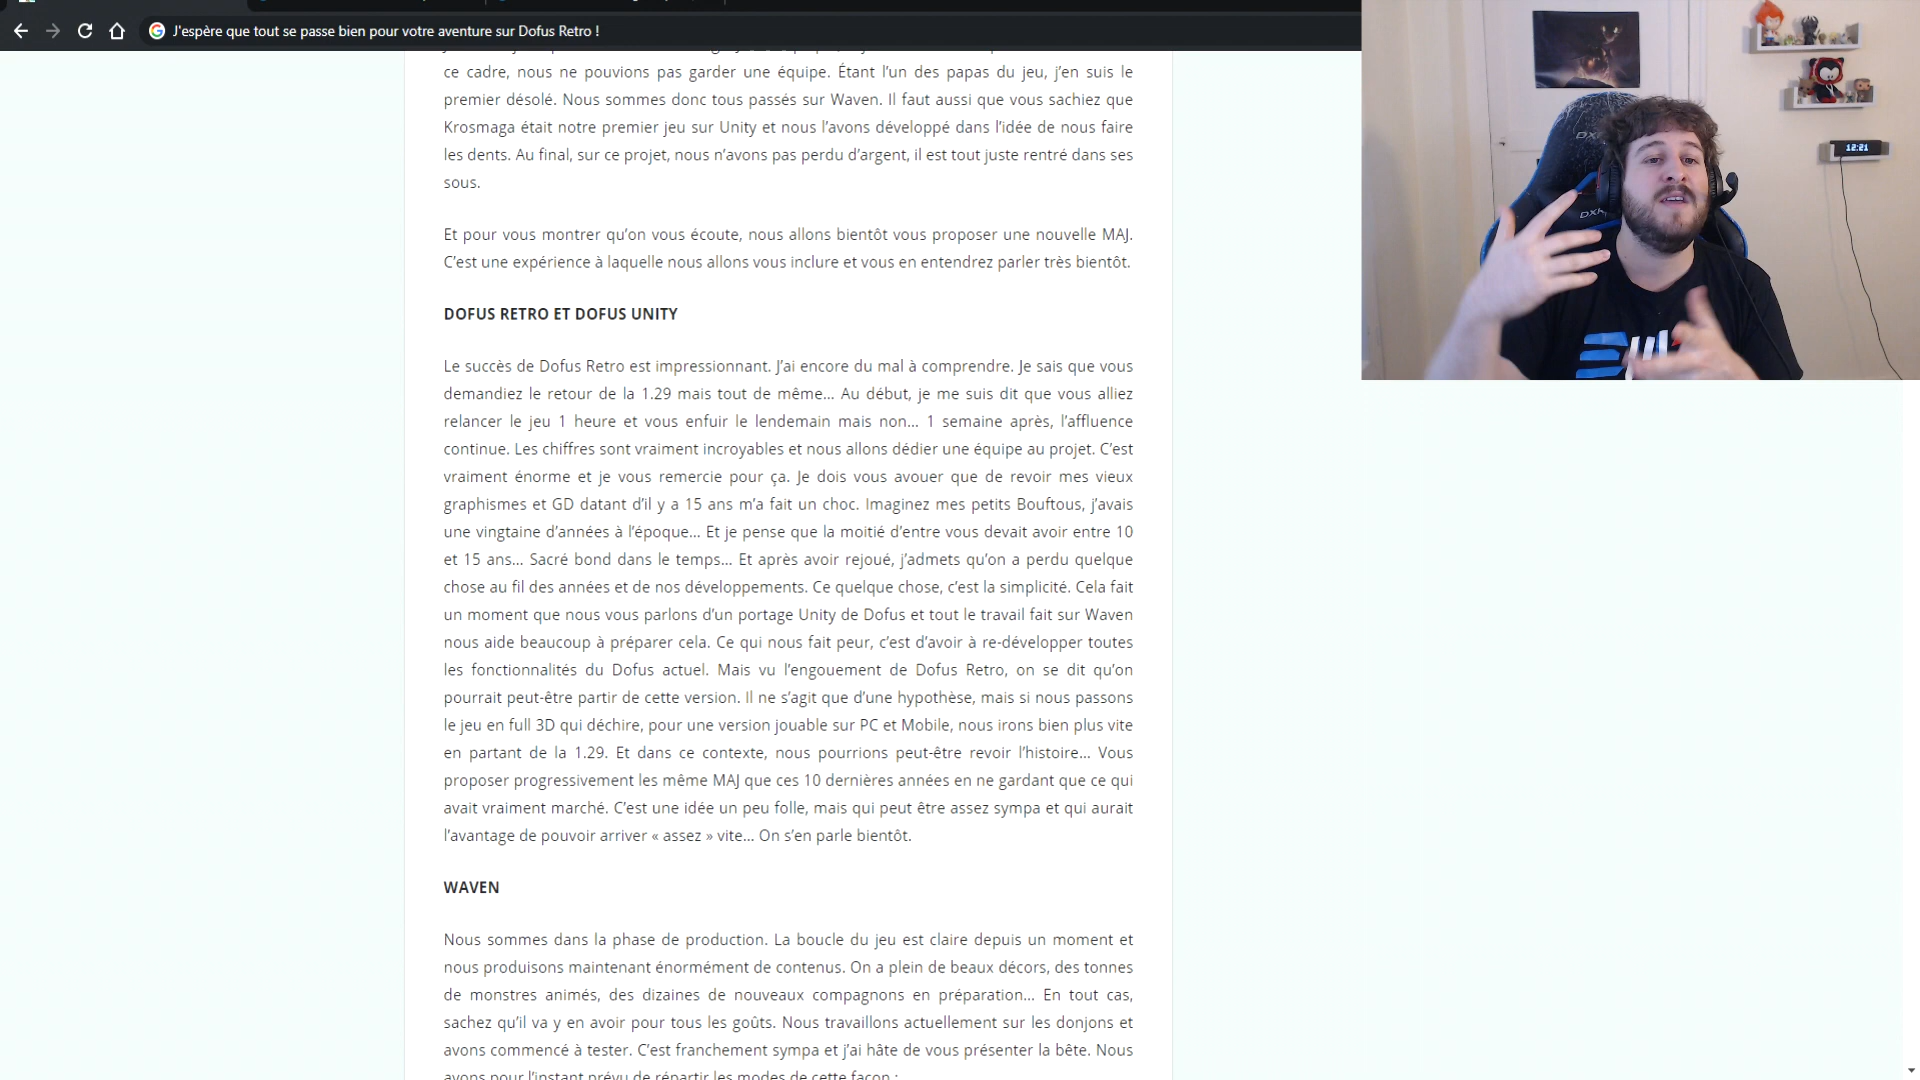 J'espère que tout se passe bien pour votre aventure sur Dofus Retro !
ce cadre, nous ne pouvions pas garder une équipe. Étant l’un des papas du jeu, j’en suis le
premier désolé. Nous sommes donc tous passés sur Waven. Il faut aussi que vous sachiez que
Krosmaga était notre premier jeu sur Unity et nous l’avons développé dans l’idée de nous faire
les dents. Au final, sur ce projet, nous n’avons pas perdu d’argent, il est tout juste rentré dans ses
sous.
Et pour vous montrer qu’on vous écoute, nous allons bientôt vous proposer une nouvelle MAJ.
C’est une expérience à laquelle nous allons vous inclure et vous en entendrez parler très bientôt.
DOFUS RETRO ET DOFUS UNITY
Le succès de Dofus Retro est impressionnant. J’ai encore du mal à comprendre. Je sais que vous
demandiez le retour de la 1.29 mais tout de même… Au début, je me suis dit que vous alliez
relancer le jeu 1 heure et vous enfuir le lendemain mais non… 1 semaine après, l’affluence
continue. Les chiffres sont vraiment incroyables et nous allons dédier une équipe au projet. C’est
vraiment énorme et je vous remercie pour ça. Je dois vous avouer que de revoir mes vieux
graphismes et GD datant d’il y a 15 ans m’a fait un choc. Imaginez mes petits Bouftous, j’avais
une vingtaine d’années à l’époque… Et je pense que la moitié d’entre vous devait avoir entre 10
et 15 ans… Sacré bond dans le temps… Et après avoir rejoué, j’admets qu’on a perdu quelque
chose au fil des années et de nos développements. Ce quelque chose, c’est la simplicité. Cela fait
un moment que nous vous parlons d’un portage Unity de Dofus et tout le travail fait sur Waven
nous aide beaucoup à préparer cela. Ce qui nous fait peur, c’est d’avoir à re-développer toutes
les fonctionnalités du Dofus actuel. Mais vu l’engouement de Dofus Retro, on se dit qu’on
pourrait peut-être partir de cette version. Il ne s’agit que d’une hypothèse, mais si nous passons
le jeu en full 3D qui déchire, pour une version jouable sur PC et Mobile, nous irons bien plus vite
en partant de la 1.29. Et dans ce contexte, nous pourrions peut-être revoir l’histoire… Vous
proposer progressivement les même MAJ que ces 10 dernières années en ne gardant que ce qui
avait vraiment marché. C’est une idée un peu folle, mais qui peut être assez sympa et qui aurait
l’avantage de pouvoir arriver « assez » vite… On s’en parle bientôt.
WAVEN
Nous sommes dans la phase de production. La boucle du jeu est claire depuis un moment et
nous produisons maintenant énormément de contenus. On a plein de beaux décors, des tonnes
de monstres animés, des dizaines de nouveaux compagnons en préparation… En tout cas,
sachez qu’il va y en avoir pour tous les goûts. Nous travaillons actuellement sur les donjons et
avons commencé à tester. C’est franchement sympa et j’ai hâte de vous présenter la bête. Nous
avons pour l’instant prévu de répartir les modes de cette façon :
12:21